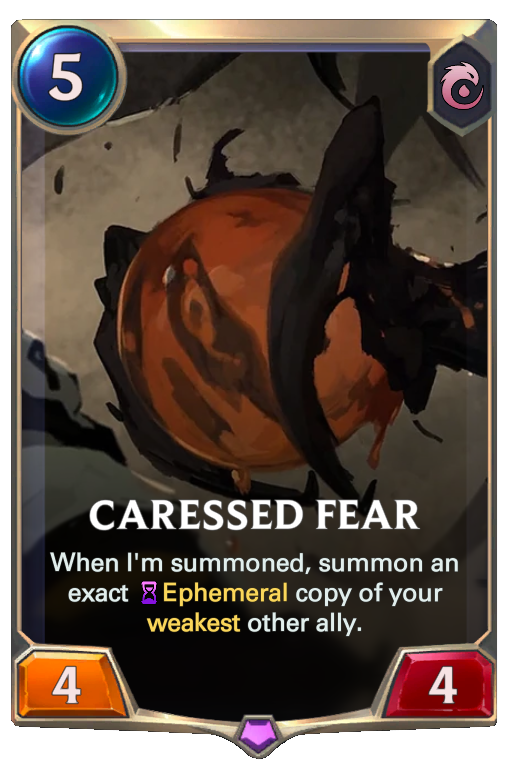 5
CARESSED FEAR
When I'm summoned, summon an
exact Ephemeral copy of your
weakest other ally.
4 4